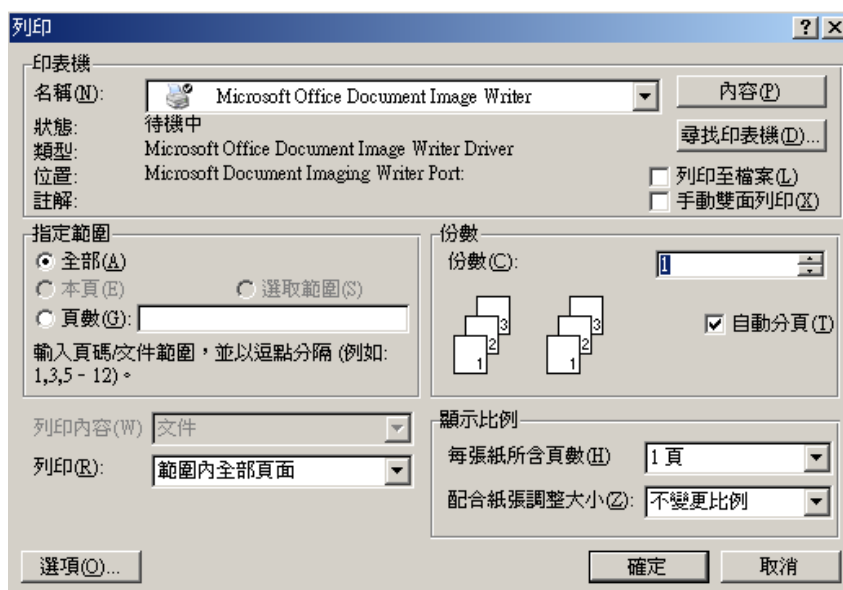 列印
印表機
名稱(N): Microsoft Office Document Image Writer 內容(P)
狀態: 待機中 尋找印表機(D)...
類型: Microsoft Office Document Image Writer Driver
位置: Microsoft Document Imaging Writer Port: 列印至檔案(L)
註解: 手動雙面列印(X)
指定範圍
全部(A)
本頁(E) 選取範圍(S)
頁數(G):
輸入頁碼/文件範圍，並以逗點分隔 (例如:
1,3,5 - 12)。
份數
份數(C): 1
1 2 3 1 2 3 自動分頁(T)
列印內容(W) 文件
列印(R): 範圍內全部頁面
顯示比例
每張紙所含頁數(H) 1 頁
配合紙張調整大小(Z): 不變更比例
選項(O)... 確定 取消